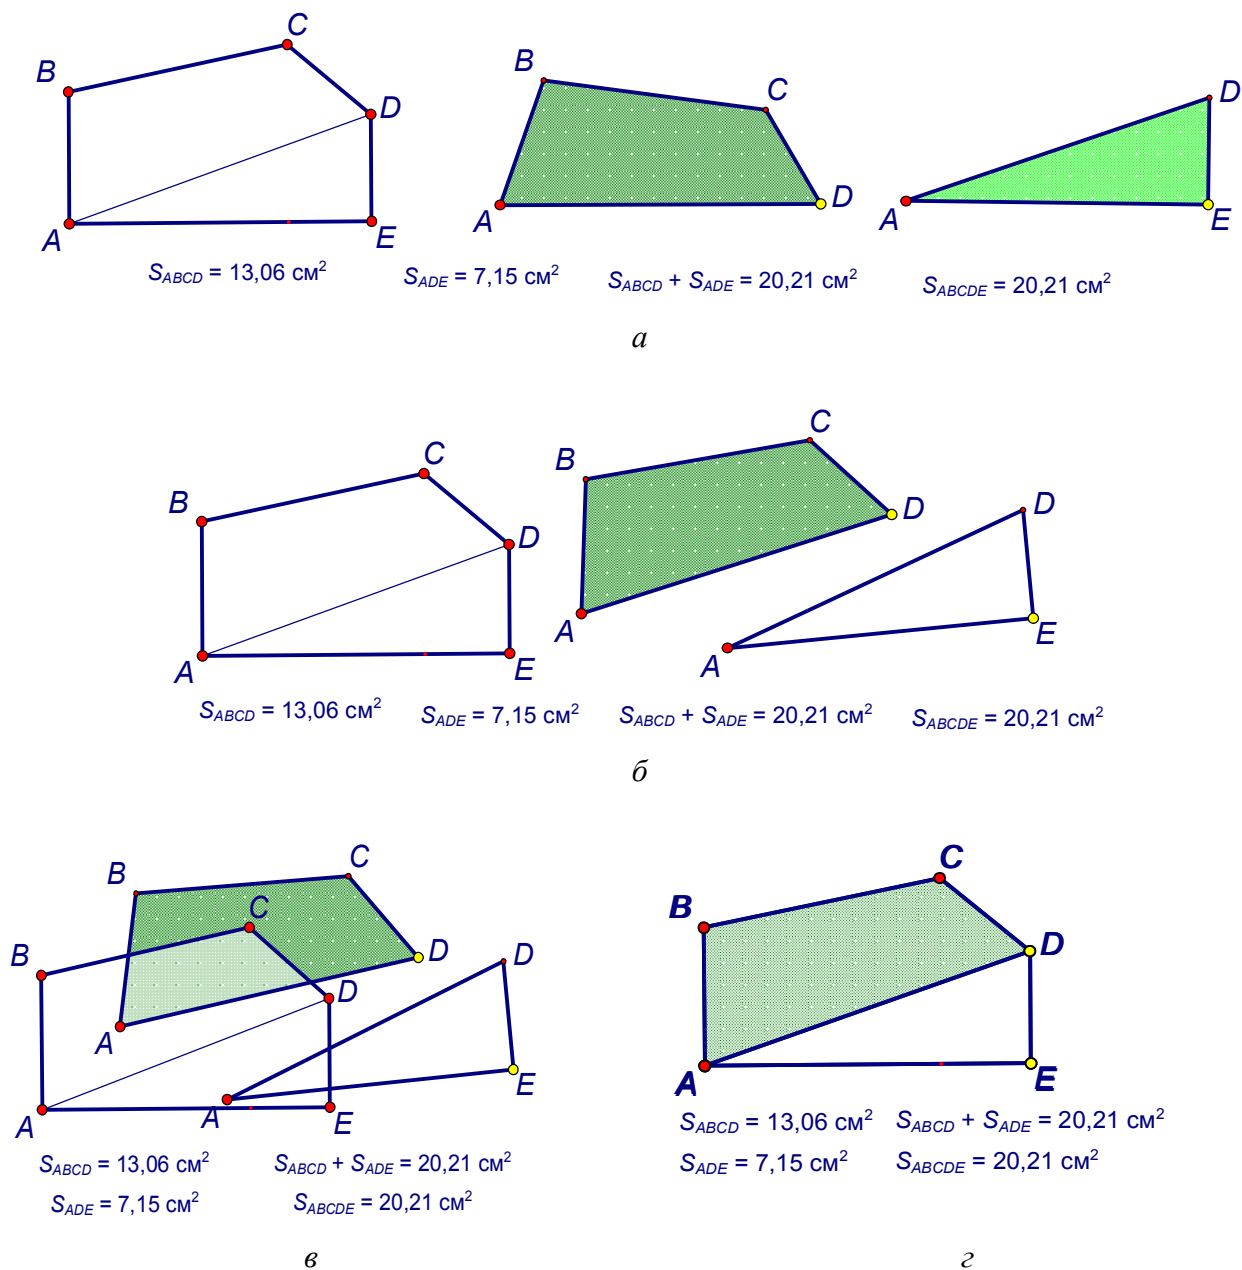 C
B
D
A
E
B
C
A
D
D
A
E
S_ABCD = 13,06 см²
S_ADE = 7,15 см²
S_ABCD + S_ADE = 20,21 см²
S_ABCDE = 20,21 см²
а
C
B
D
A
E
C
B
D
A
D
A
E
S_ABCD = 13,06 см²
S_ADE = 7,15 см²
S_ABCD + S_ADE = 20,21 см²
S_ABCDE = 20,21 см²
б
B
C
D
A
C
B
D
A
E
D
A
E
S_ABCD = 13,06 см²
S_ABCD + S_ADE = 20,21 см²
S_ADE = 7,15 см²
S_ABCDE = 20,21 см²
в
C
B
D
A
E
S_ABCD = 13,06 см²
S_ABCD + S_ADE = 20,21 см²
S_ADE = 7,15 см²
S_ABCDE = 20,21 см²
г